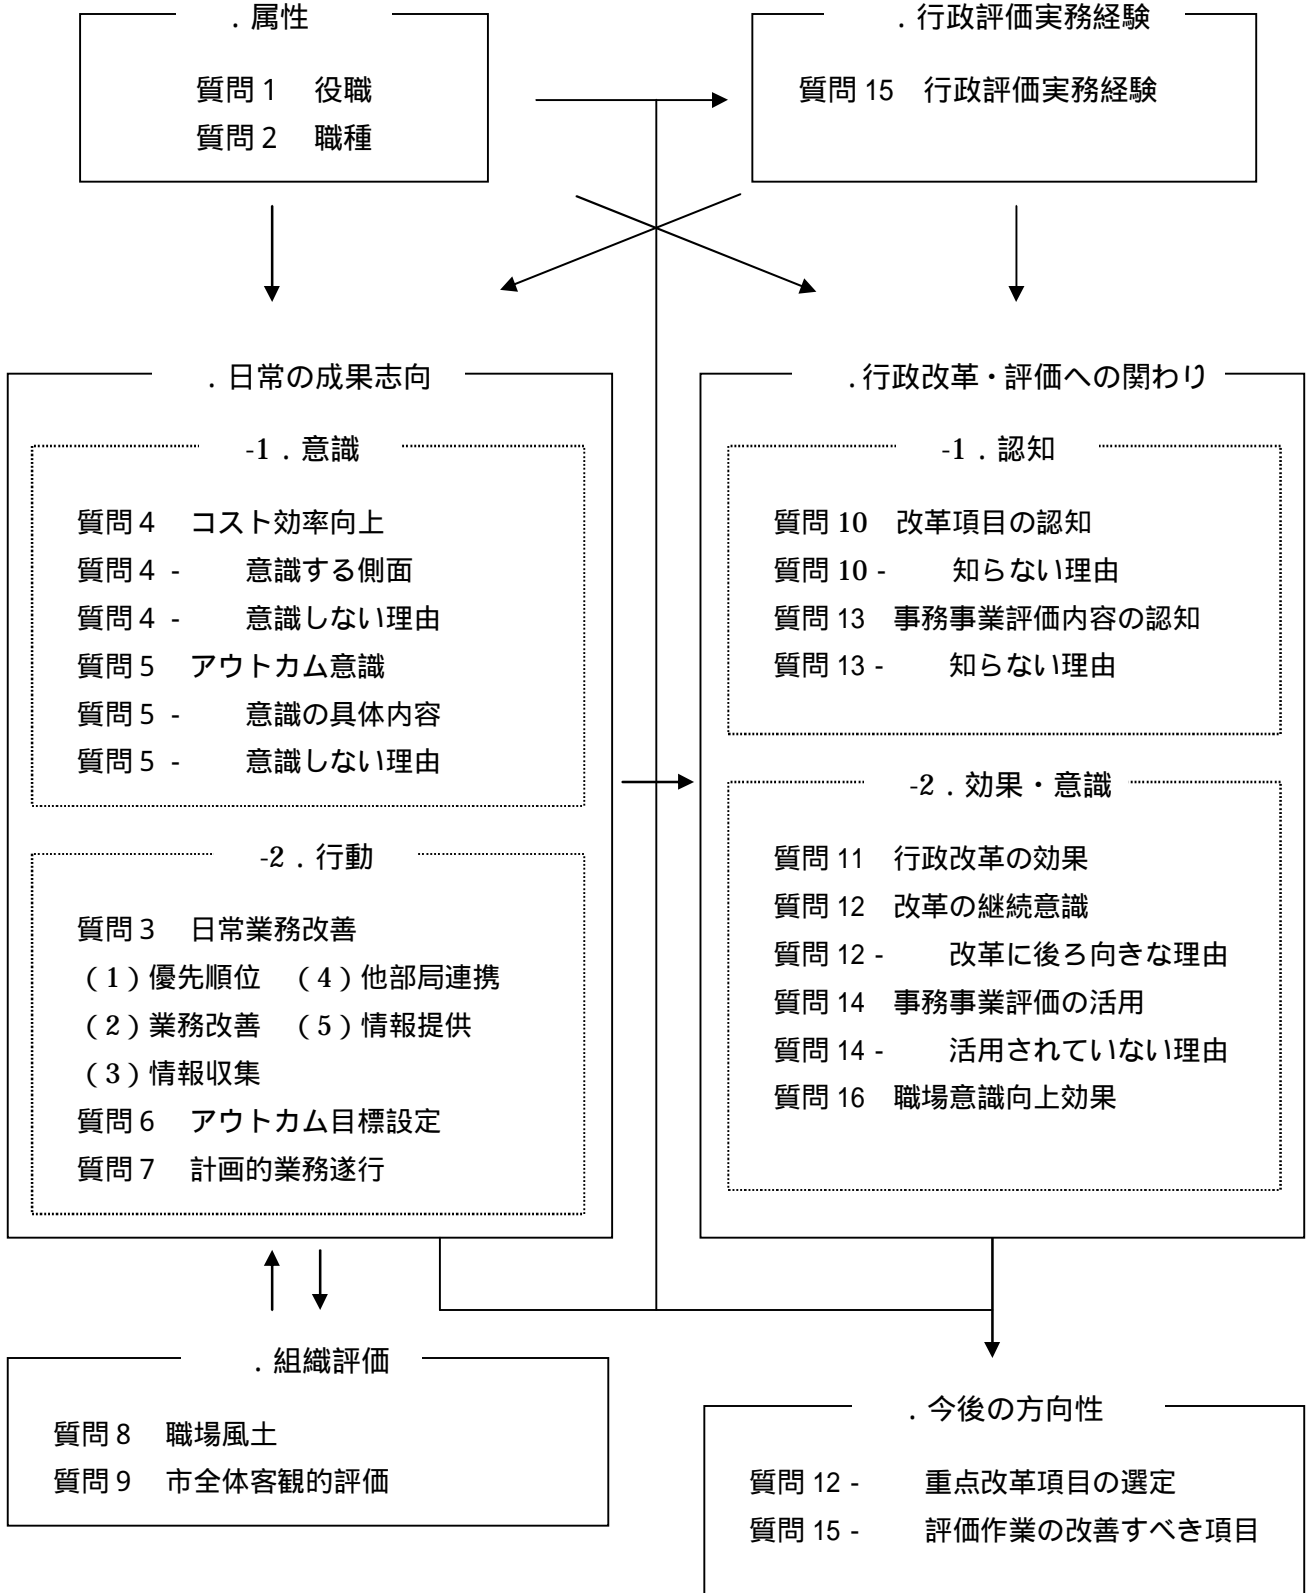 ．属性
質問１　役職
質問２　職種
．行政評価実務経験
質問 15　行政評価実務経験
．日常の成果志向
-1．意識
質問４　コスト効率向上
質問４ -　　意識する側面
質問４ -　　意識しない理由
質問５　アウトカム意識
質問５ -　　意識の具体内容
質問５ -　　意識しない理由
-2．行動
質問３　日常業務改善
（1）優先順位　（4）他部局連携
（2）業務改善　（5）情報提供
（3）情報収集
質問６　アウトカム目標設定
質問７　計画的業務遂行
．行政改革・評価への関わり
-1．認知
質問 10　改革項目の認知
質問 10 -　　知らない理由
質問 13　事務事業評価内容の認知
質問 13 -　　知らない理由
-2．効果・意識
質問 11　行政改革の効果
質問 12　改革の継続意識
質問 12 -　　改革に後ろ向きな理由
質問 14　事務事業評価の活用
質問 14 -　　活用されていない理由
質問 16　職場意識向上効果
．組織評価
質問８　職場風土
質問９　市全体客観的評価
．今後の方向性
質問 12 -　　重点改革項目の選定
質問 15 -　　評価作業の改善すべき項目